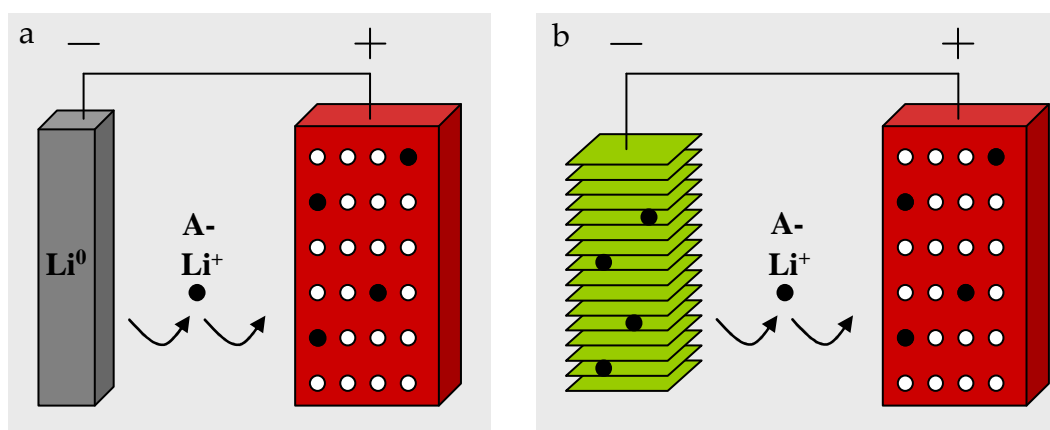 a
— +
Li⁰
A-
Li⁺
b
— +
A-
Li⁺